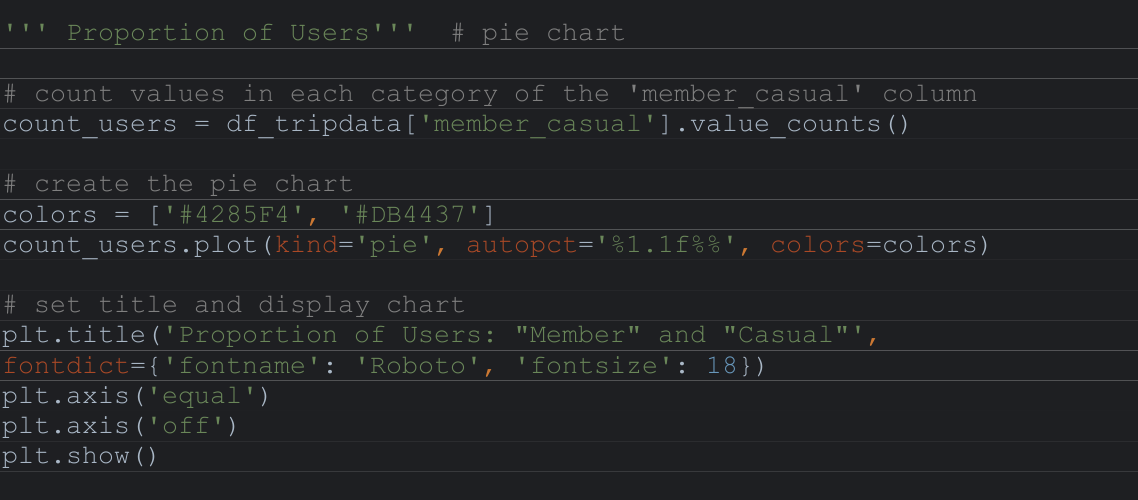 ''' Proportion of Users'''  # pie chart
# count values in each category of the 'member_casual' column
count_users = df_tripdata['member_casual'].value_counts()
# create the pie chart
colors = ['#4285F4', '#DB4437']
count_users.plot(kind='pie', autopct='%1.1f%%', colors=colors)
# set title and display chart
plt.title('Proportion of Users: "Member" and "Casual"',
fontdict={'fontname': 'Roboto', 'fontsize': 18})
plt.axis('equal')
plt.axis('off')
plt.show()